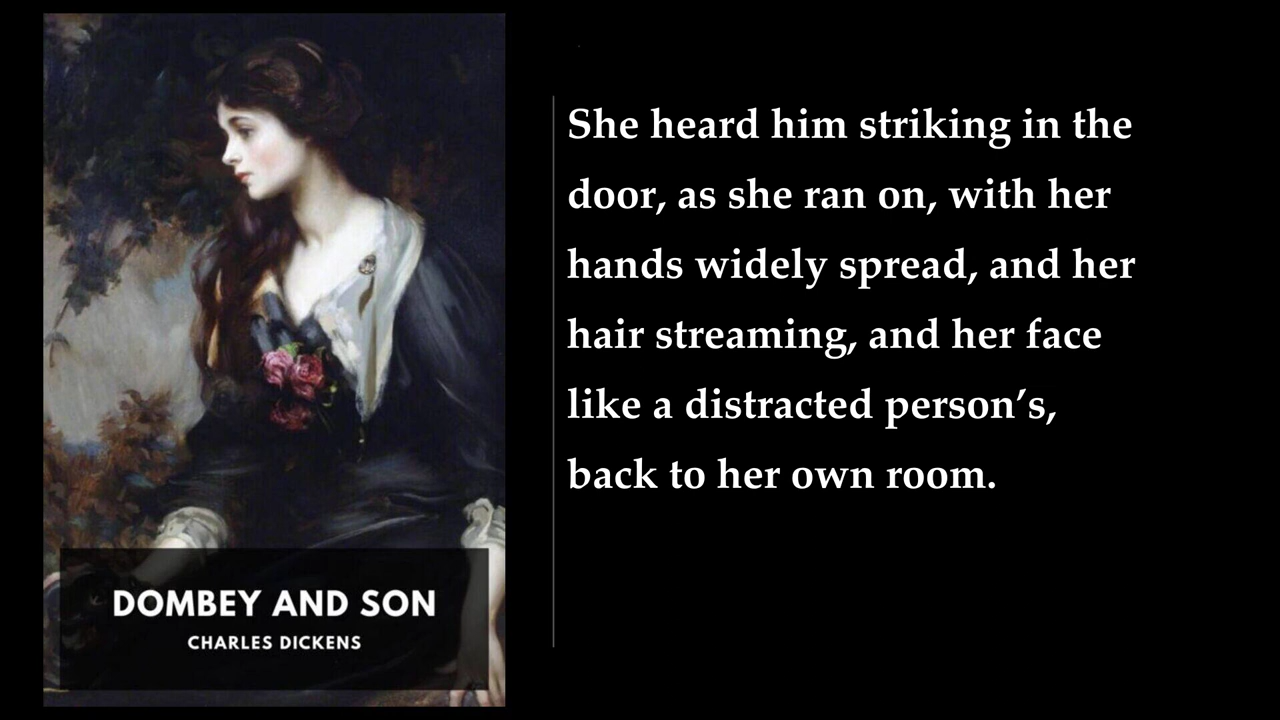 DOMBEY AND SON
CHARLES DICKENS
She heard him striking in the
door, as she ran on, with her
hands widely spread, and her
hair streaming, and her face
like a distracted person’s,
back to her own room.